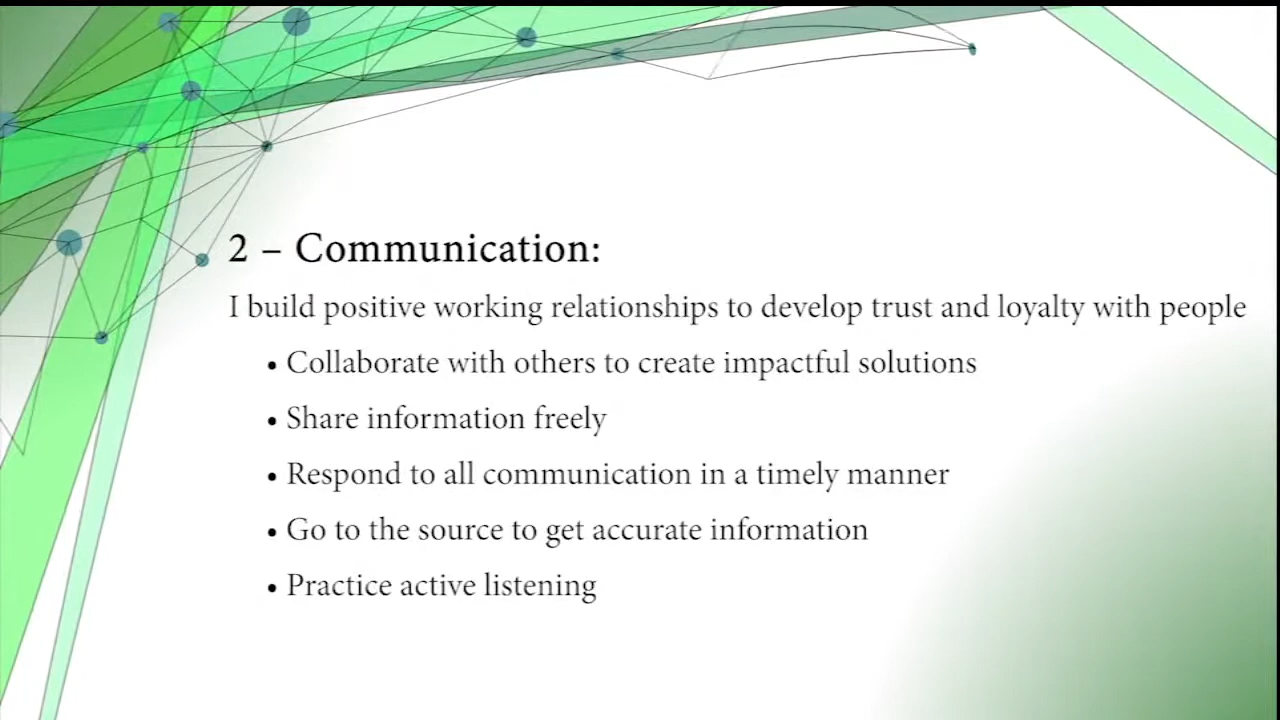 2 – Communication:
I build positive working relationships to develop trust and loyalty with people
• Collaborate with others to create impactful solutions
• Share information freely
• Respond to all communication in a timely manner
• Go to the source to get accurate information
• Practice active listening